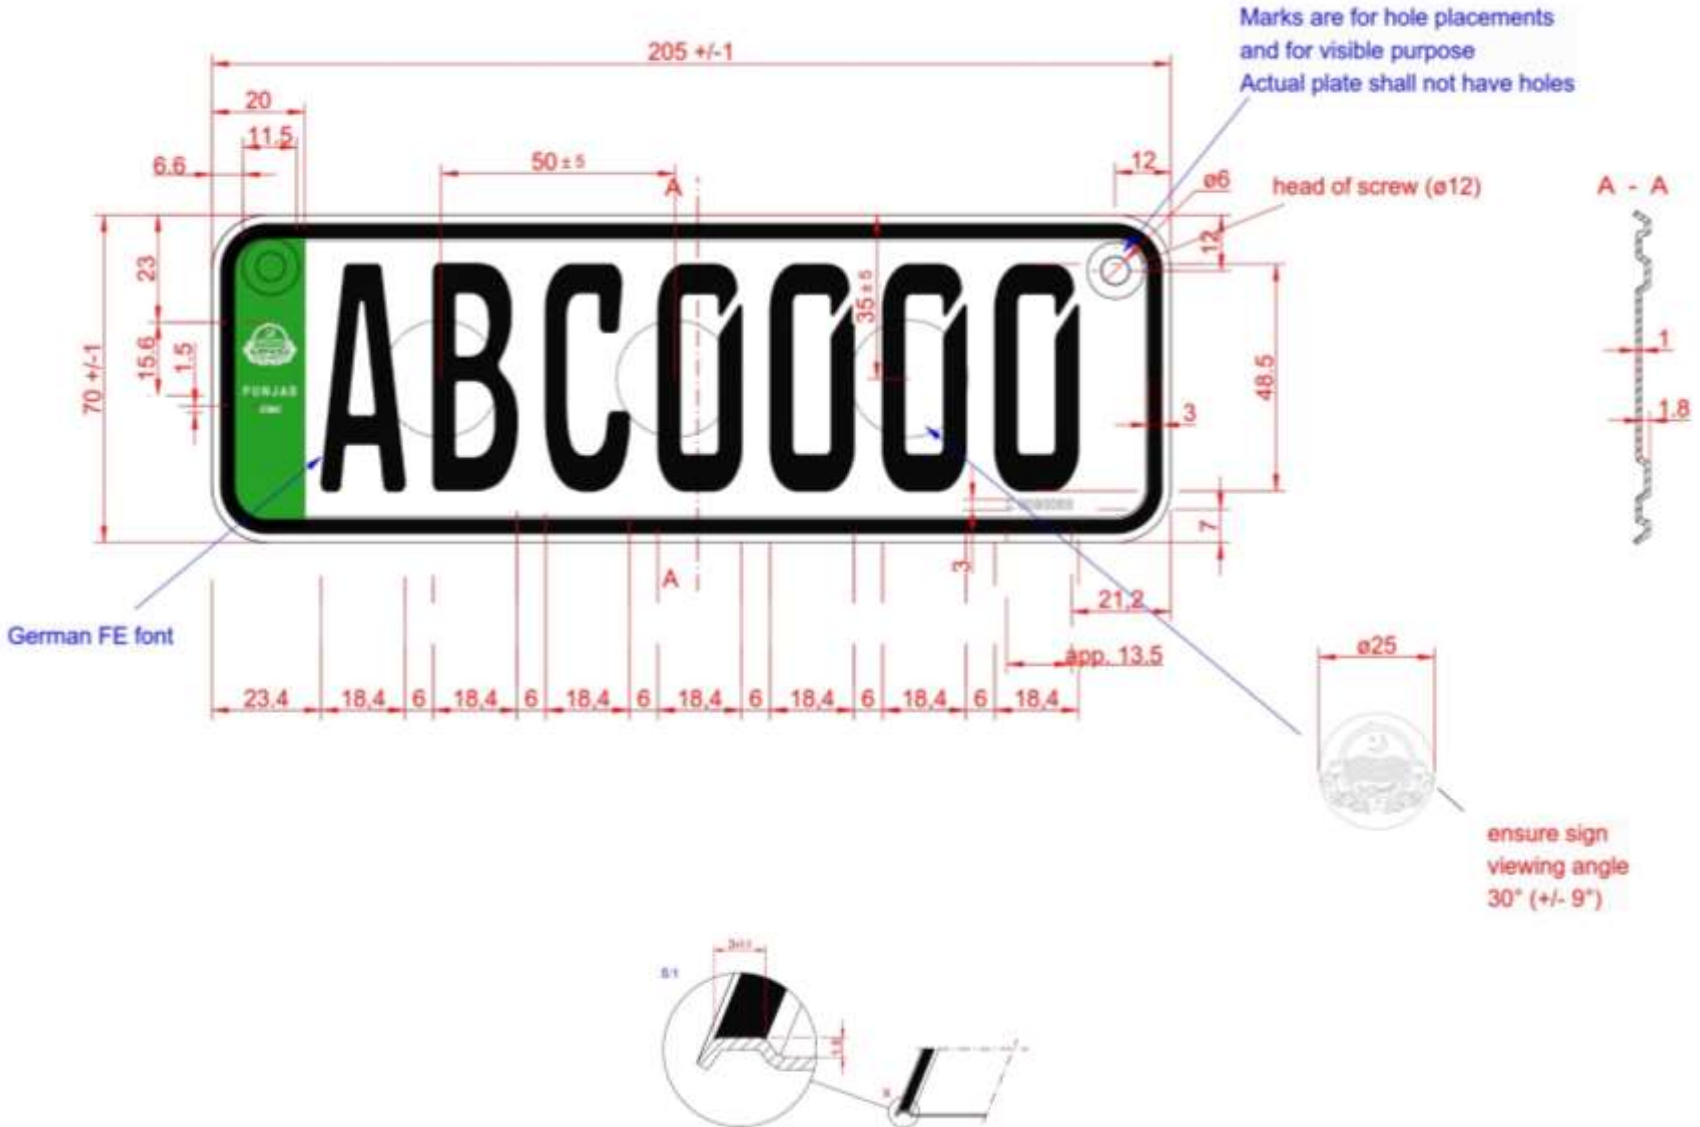 Marks are for hole placements
and for visible purpose
Actual plate shall not have holes
205 +/-1
20
11,5
6.6
50 ± 5
A
12
ø6
head of screw (ø12)
A - A
23
12
35 ± 5
ABC0000
15.6
1.5
70 +/-1
PUNJAB
48.5
1
1.8
3
7
3
A
21,2
German FE font
app. 13.5
ø25
23.4
18,4
6
18,4
6
18,4
6
18,4
6
18,4
6
18,4
6
18,4
ensure sign
viewing angle
30° (+/- 9°)